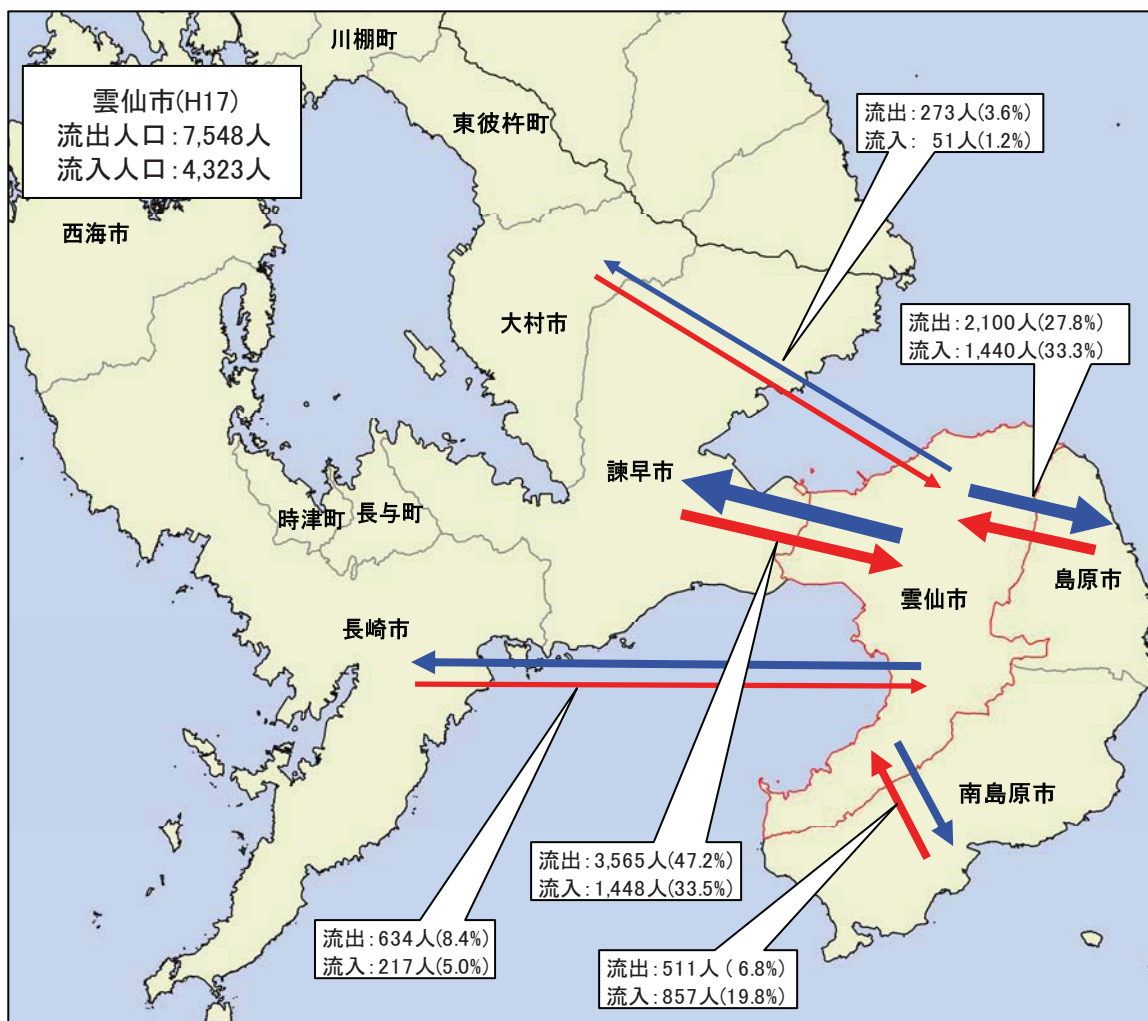 川棚町
雲仙市(H17)
流出人口:7,548人
流入人口:4,323人
東彼杵町
流出:273人(3.6%)
流入: 51人(1.2%)
西海市
大村市
流出:2,100人(27.8%)
流入:1,440人(33.3%)
諫早市
時津町
長与町
島原市
雲仙市
長崎市
南島原市
流出:3,565人(47.2%)
流入:1,448人(33.5%)
流出:634人(8.4%)
流入:217人(5.0%)
流出:511人( 6.8%)
流入:857人(19.8%)